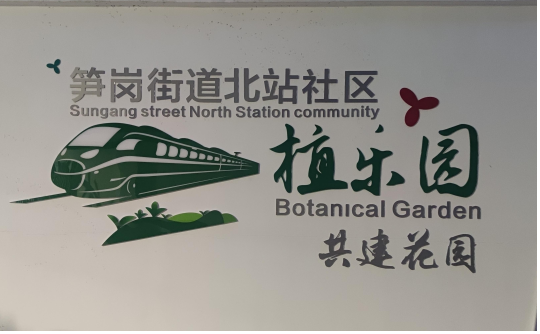 笋岗街道北站社区
Sungang street North Station community
植乐园
Botanical Garden
共建花园